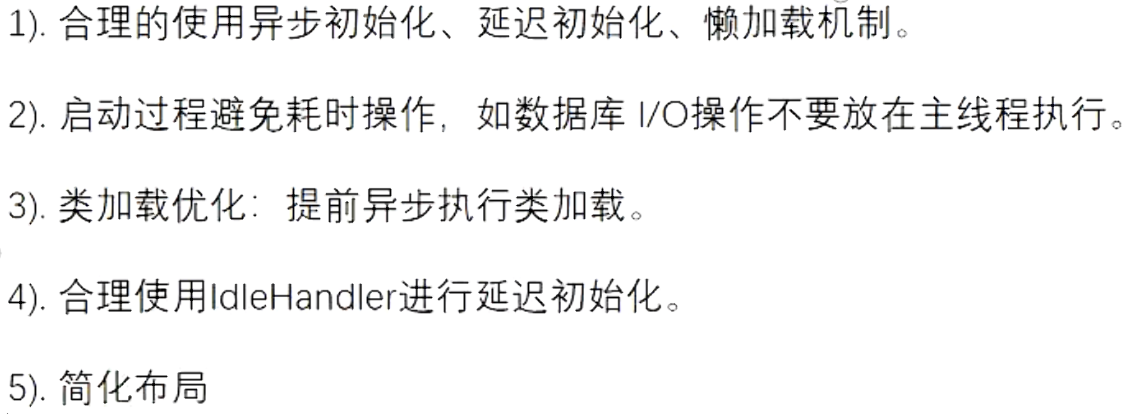 1). 合理的使用异步初始化、延迟初始化、懒加载机制。
2). 启动过程避免耗时操作，如数据库 I/O操作不要放在主线程执行。
3). 类加载优化：提前异步执行类加载。
4). 合理使用IdleHandler进行延迟初始化。
5). 简化布局